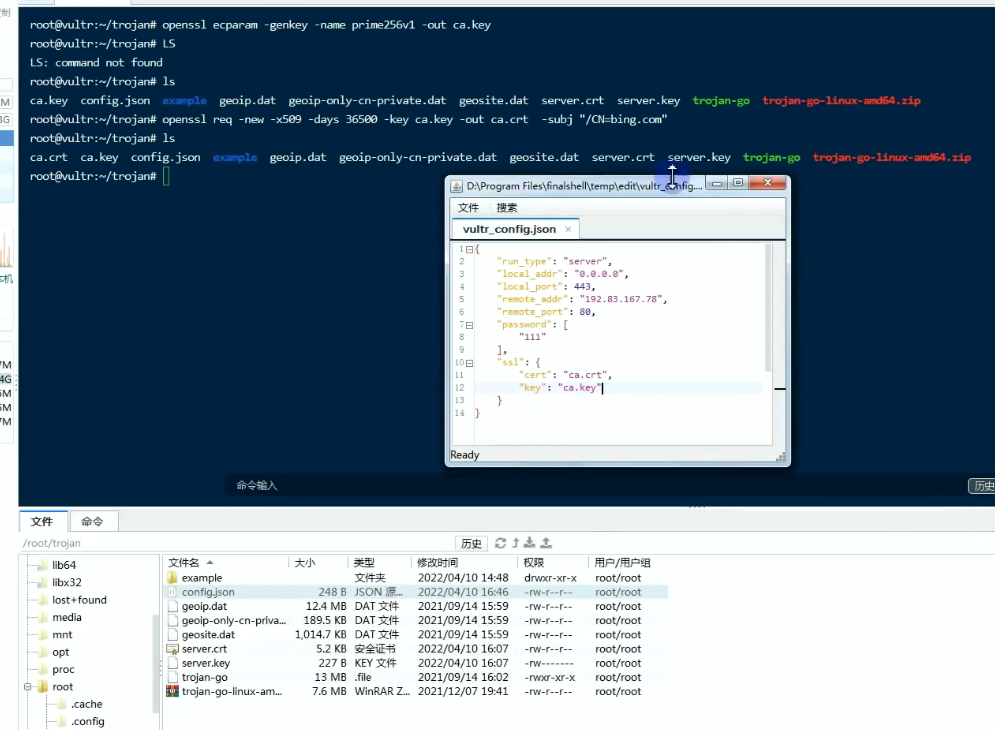 root@vultr:~/trojan# openssl ecparam -genkey -name prime256v1 -out ca.key
root@vultr:~/trojan# LS
LS: command not found
root@vultr:~/trojan# ls
ca.key config.json example geoip.dat geoip-only-cn-private.dat geosite.dat server.crt server.key trojan-go trojan-go-linux-amd64.zip
root@vultr:~/trojan# openssl req -new -x509 -days 36500 -key ca.key -out ca.crt -subj "/CN=bing.com"
root@vultr:~/trojan# ls
ca.crt ca.key config.json example geoip.dat geoip-only-cn-private.dat geosite.dat server.crt server.key trojan-go trojan-go-linux-amd64.zip
root@vultr:~/trojan#
D:\Program Files\finalshell\temp\edit\vultr_config....
文件 搜索
vultr_config.json ×
1 {
2 "run_type": "server",
3 "local_addr": "0.0.0.0",
4 "local_port": 443,
5 "remote_addr": "192.83.167.78",
6 "remote_port": 80,
7 "password": [
8 "111"
9 ],
10 "ssl": {
11 "cert": "ca.crt",
12 "key": "ca.key"
13 }
14 }
Ready
命令输入
历史
文件 命令
/root/trojan 历史
lib64
libx32
lost+found
media
mnt
opt
proc
root
.cache
.config
文件名 大小 类型 修改时间 权限 用户/用户组
example 文件夹 2022/04/10 14:48 drwxr-xr-x root/root
config.json 248 B JSON 源... 2022/04/10 16:46 -rw-r--r-- root/root
geoip.dat 12.4 MB DAT 文件 2021/09/14 15:59 -rw-r--r-- root/root
geoip-only-cn-priva... 189.5 KB DAT 文件 2021/09/14 15:59 -rw-r--r-- root/root
geosite.dat 1,014.7 KB DAT 文件 2021/09/14 15:59 -rw-r--r-- root/root
server.crt 5.2 KB 安全证书 2022/04/10 16:07 -rw-r--r-- root/root
server.key 227 B KEY 文件 2022/04/10 16:07 -rw------- root/root
trojan-go 13 MB .file 2021/09/14 16:02 -rwxr-xr-x root/root
trojan-go-linux-am... 7.6 MB WinRAR Z... 2021/12/07 19:41 -rw-r--r-- root/root